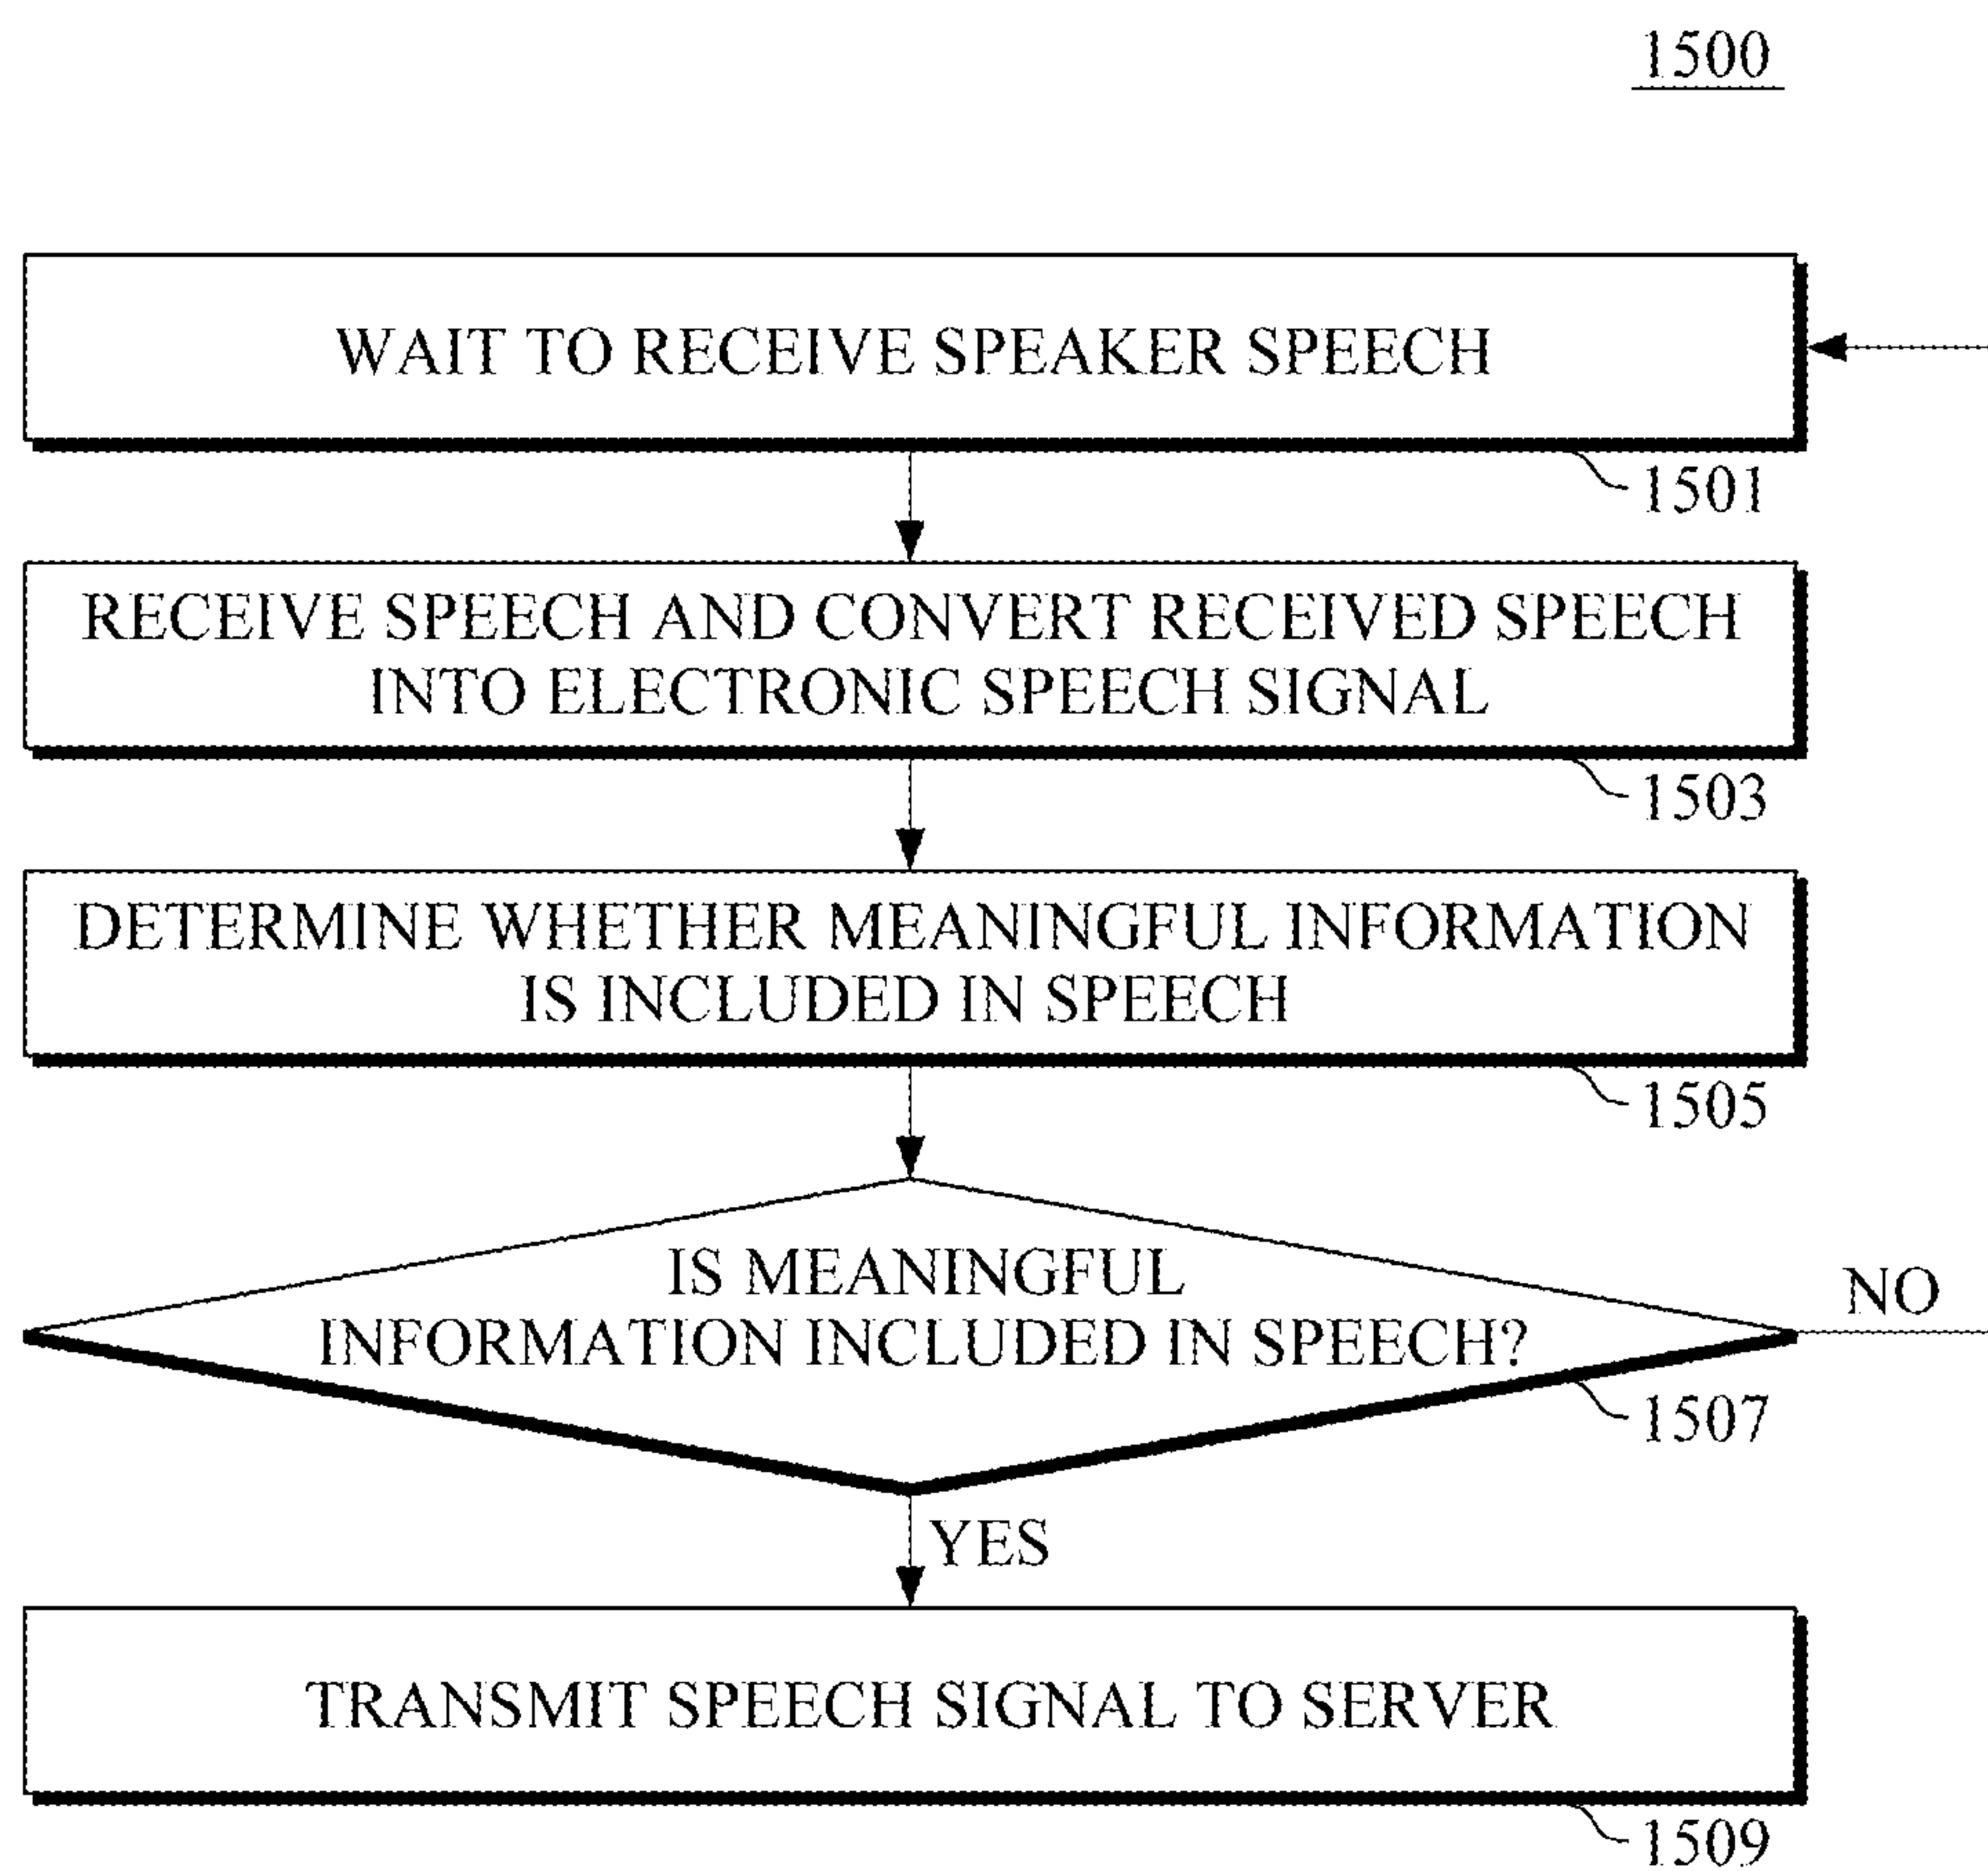 1500
WAIT TO RECEIVE SPEAKER SPEECH
1501
RECEIVE SPEECH AND CONVERT RECEIVED SPEECH
INTO ELECTRONIC SPEECH SIGNAL
1503
DETERMINE WHETHER MEANINGFUL INFORMATION
IS INCLUDED IN SPEECH
1505
IS MEANINGFUL
INFORMATION INCLUDED IN SPEECH?
NO
1507
YES
TRANSMIT SPEECH SIGNAL TO SERVER
1509